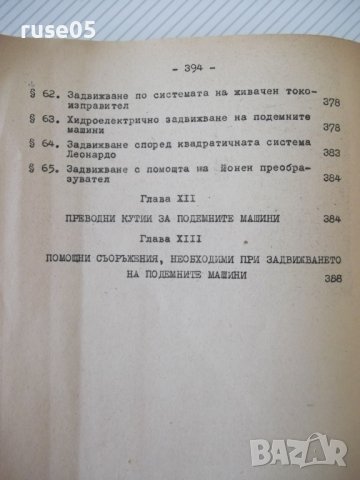 ruse05
- 394 -
§ 62. Задвижване по системата на живачен токо-
изправител 378
§ 63. Хидроелектрично задвижване на подемните
машини 378
§ 64. Задвижване според квадратичната система
Леонардо 383
§ 65. Задвижване с помощта на йонен преобра-
зувател 384
Глава XII
ПРЕВОДНИ КУТИИ ЗА ПОДЕМНИТЕ МАШИНИ 384
Глава XIII
ПОМОЩНИ СЪОРЪЖЕНИЯ, НЕОБХОДИМИ ПРИ ЗАДВИЖВАНЕТО
НА ПОДЕМНИТЕ МАШИНИ 388
BAZAR